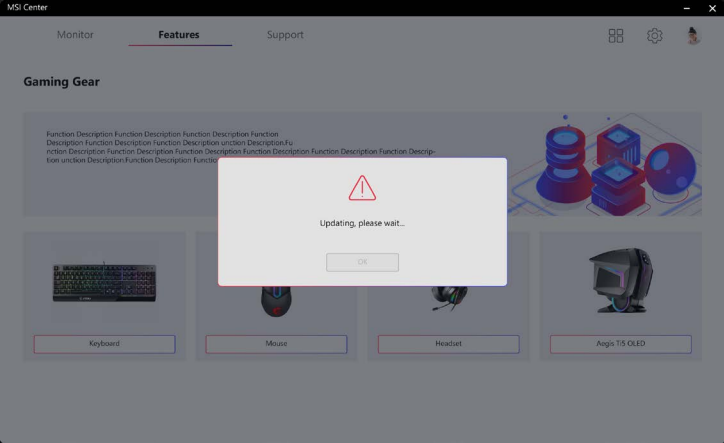 MSI Center
Monitor
Features
Support
Gaming Gear
Function Description Function Description Function Description Function
Description Function Description Function Description unction Description.Fu
nction Description Function Description Function Description Function Description Function Description Function Descrip-
tion unction Description Function Description Function
Updating, please wait...
OK
Keyboard
Mouse
Headset
Aegis Ti5 OLED